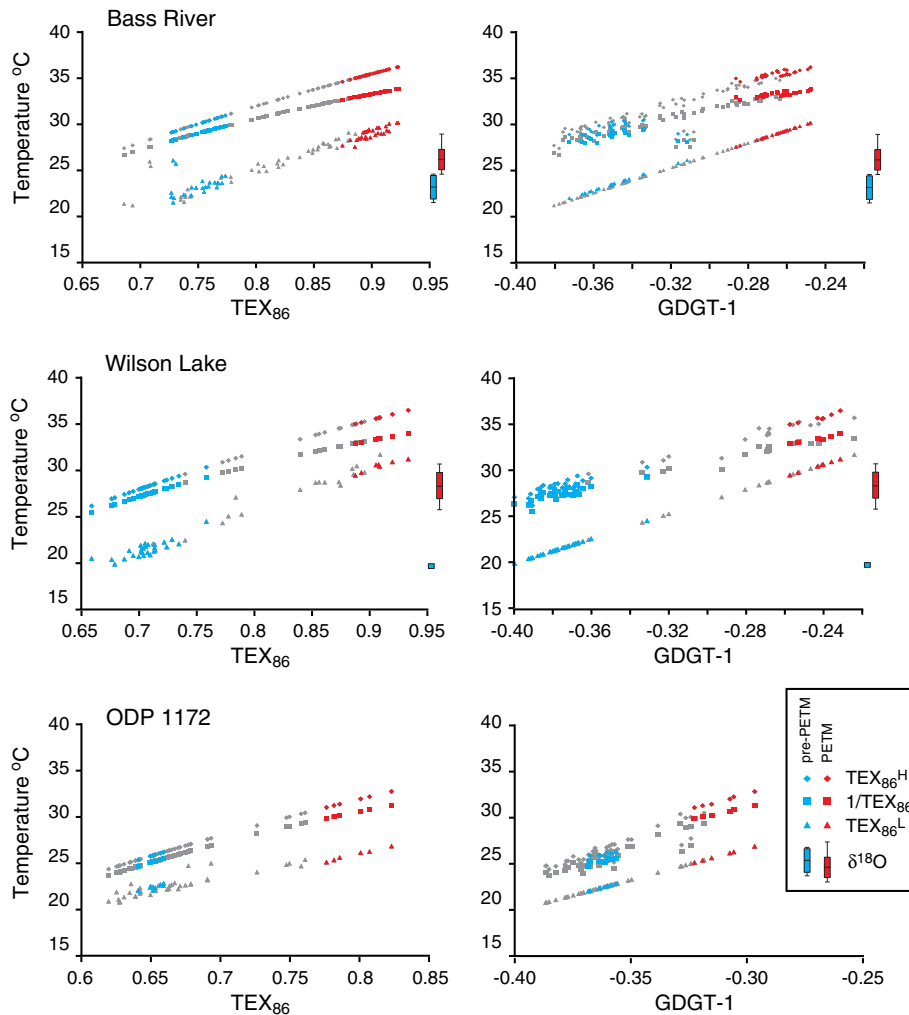 Bass River
Temperature °C
40
35
30
25
20
15
0.65 0.7 0.75 0.8 0.85 0.9 0.95
TEX86
-0.40 -0.36 -0.32 -0.28 -0.24
GDGT-1
Wilson Lake
Temperature °C
40
35
30
25
20
15
0.65 0.7 0.75 0.8 0.85 0.9 0.95
TEX86
40
35
30
25
20
15
-0.40 -0.36 -0.32 -0.28 -0.24
GDGT-1
ODP 1172
Temperature °C
40
35
30
25
20
15
0.6 0.65 0.7 0.75 0.8 0.85
TEX86
40
35
30
25
20
15
-0.40 -0.35 -0.30 -0.25
GDGT-1
pre-PETM
PETM
TEX86H
1/TEX86
TEX86L
δ18O